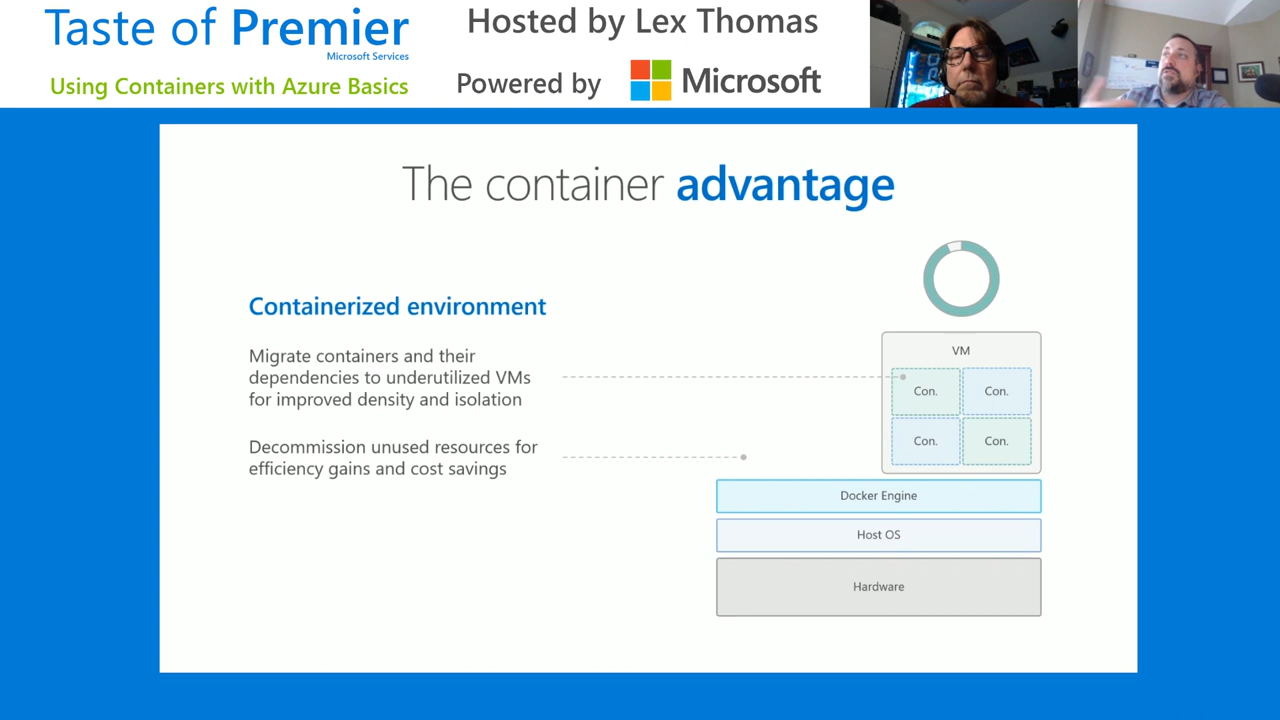 Taste of Premier
Microsoft Services
Using Containers with Azure Basics
Hosted by Lex Thomas
Powered by
Microsoft
The container advantage
Containerized environment
Migrate containers and their
dependencies to underutilized VMs
for improved density and isolation
Decommission unused resources for
efficiency gains and cost savings
VM
Con.
Con.
Con.
Con.
Docker Engine
Host OS
Hardware